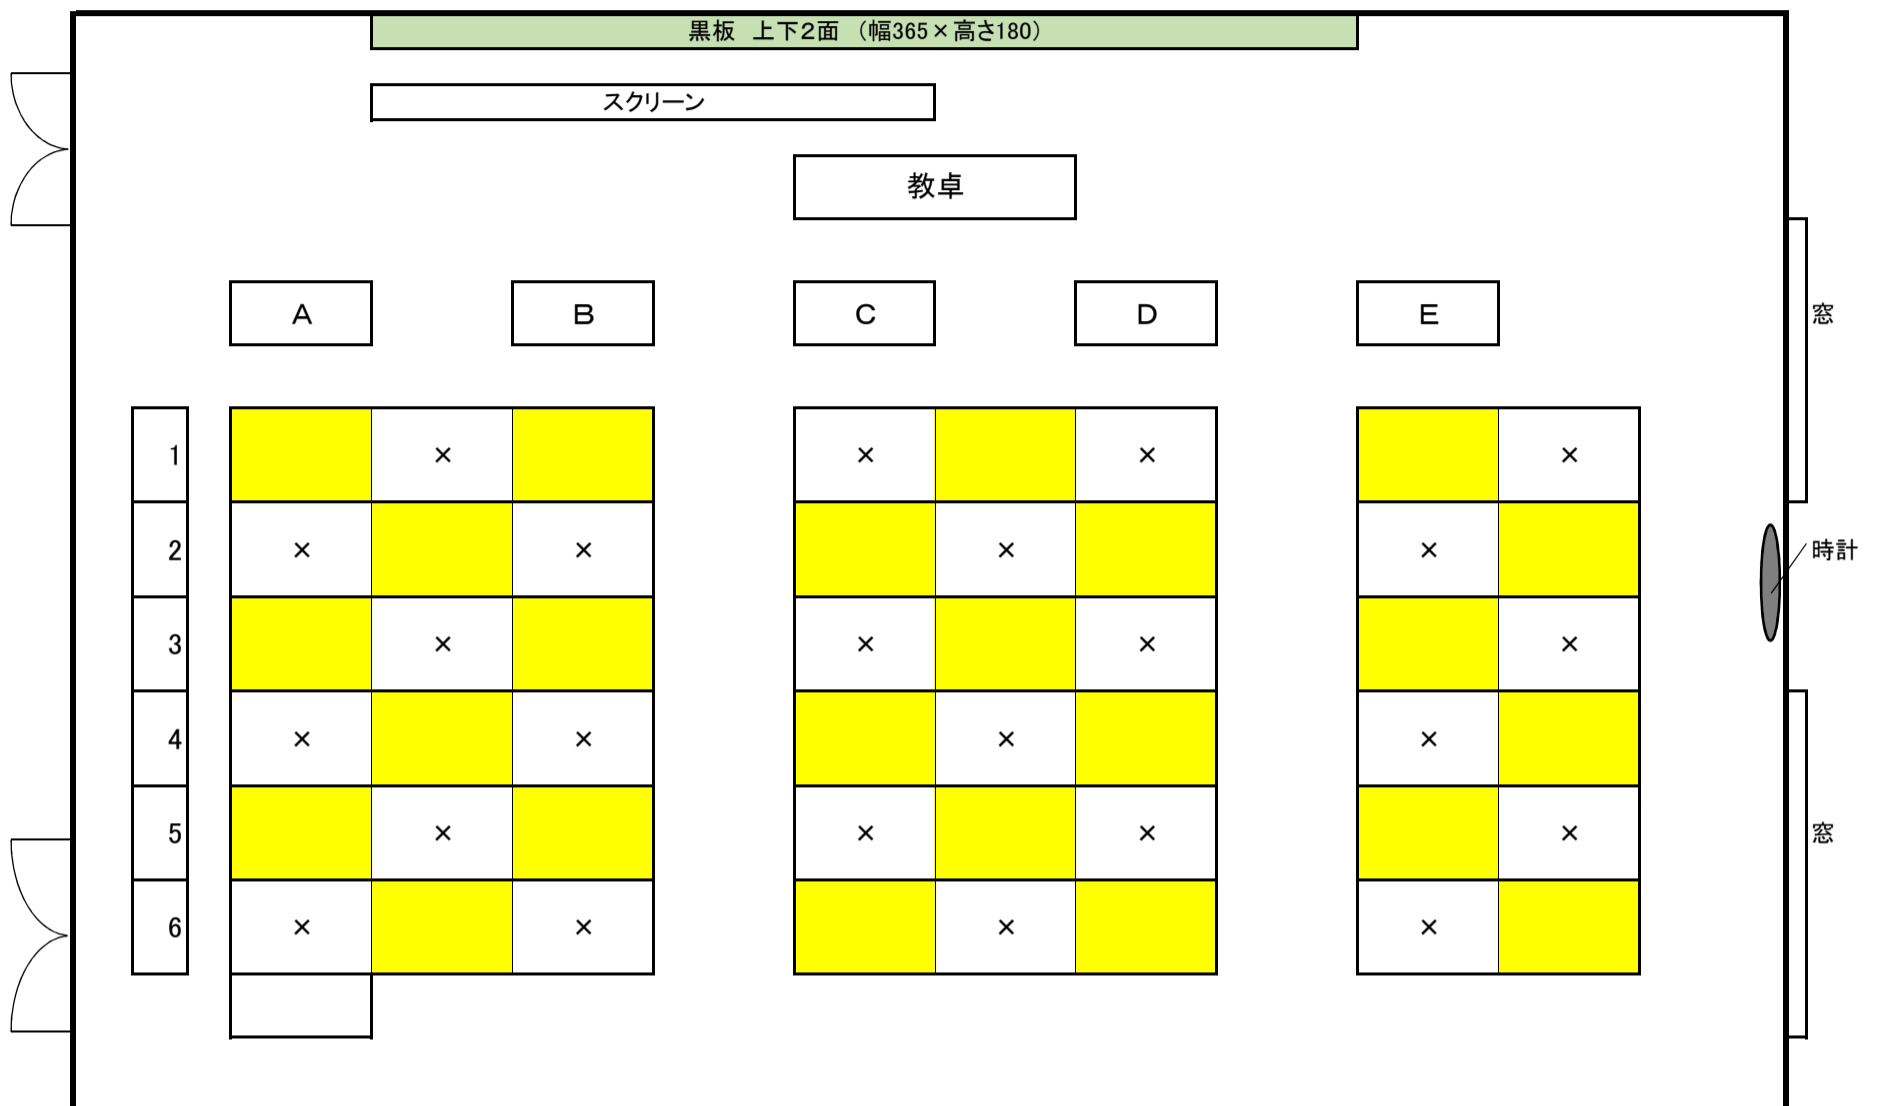 黒板 上下2面 （幅365×高さ180）
スクリーン
教卓
A B C D E
窓
1 × × × ×
2 × × × ×
時計
3 × × × ×
4 × × × ×
5 × × × ×
窓
6 × × × ×